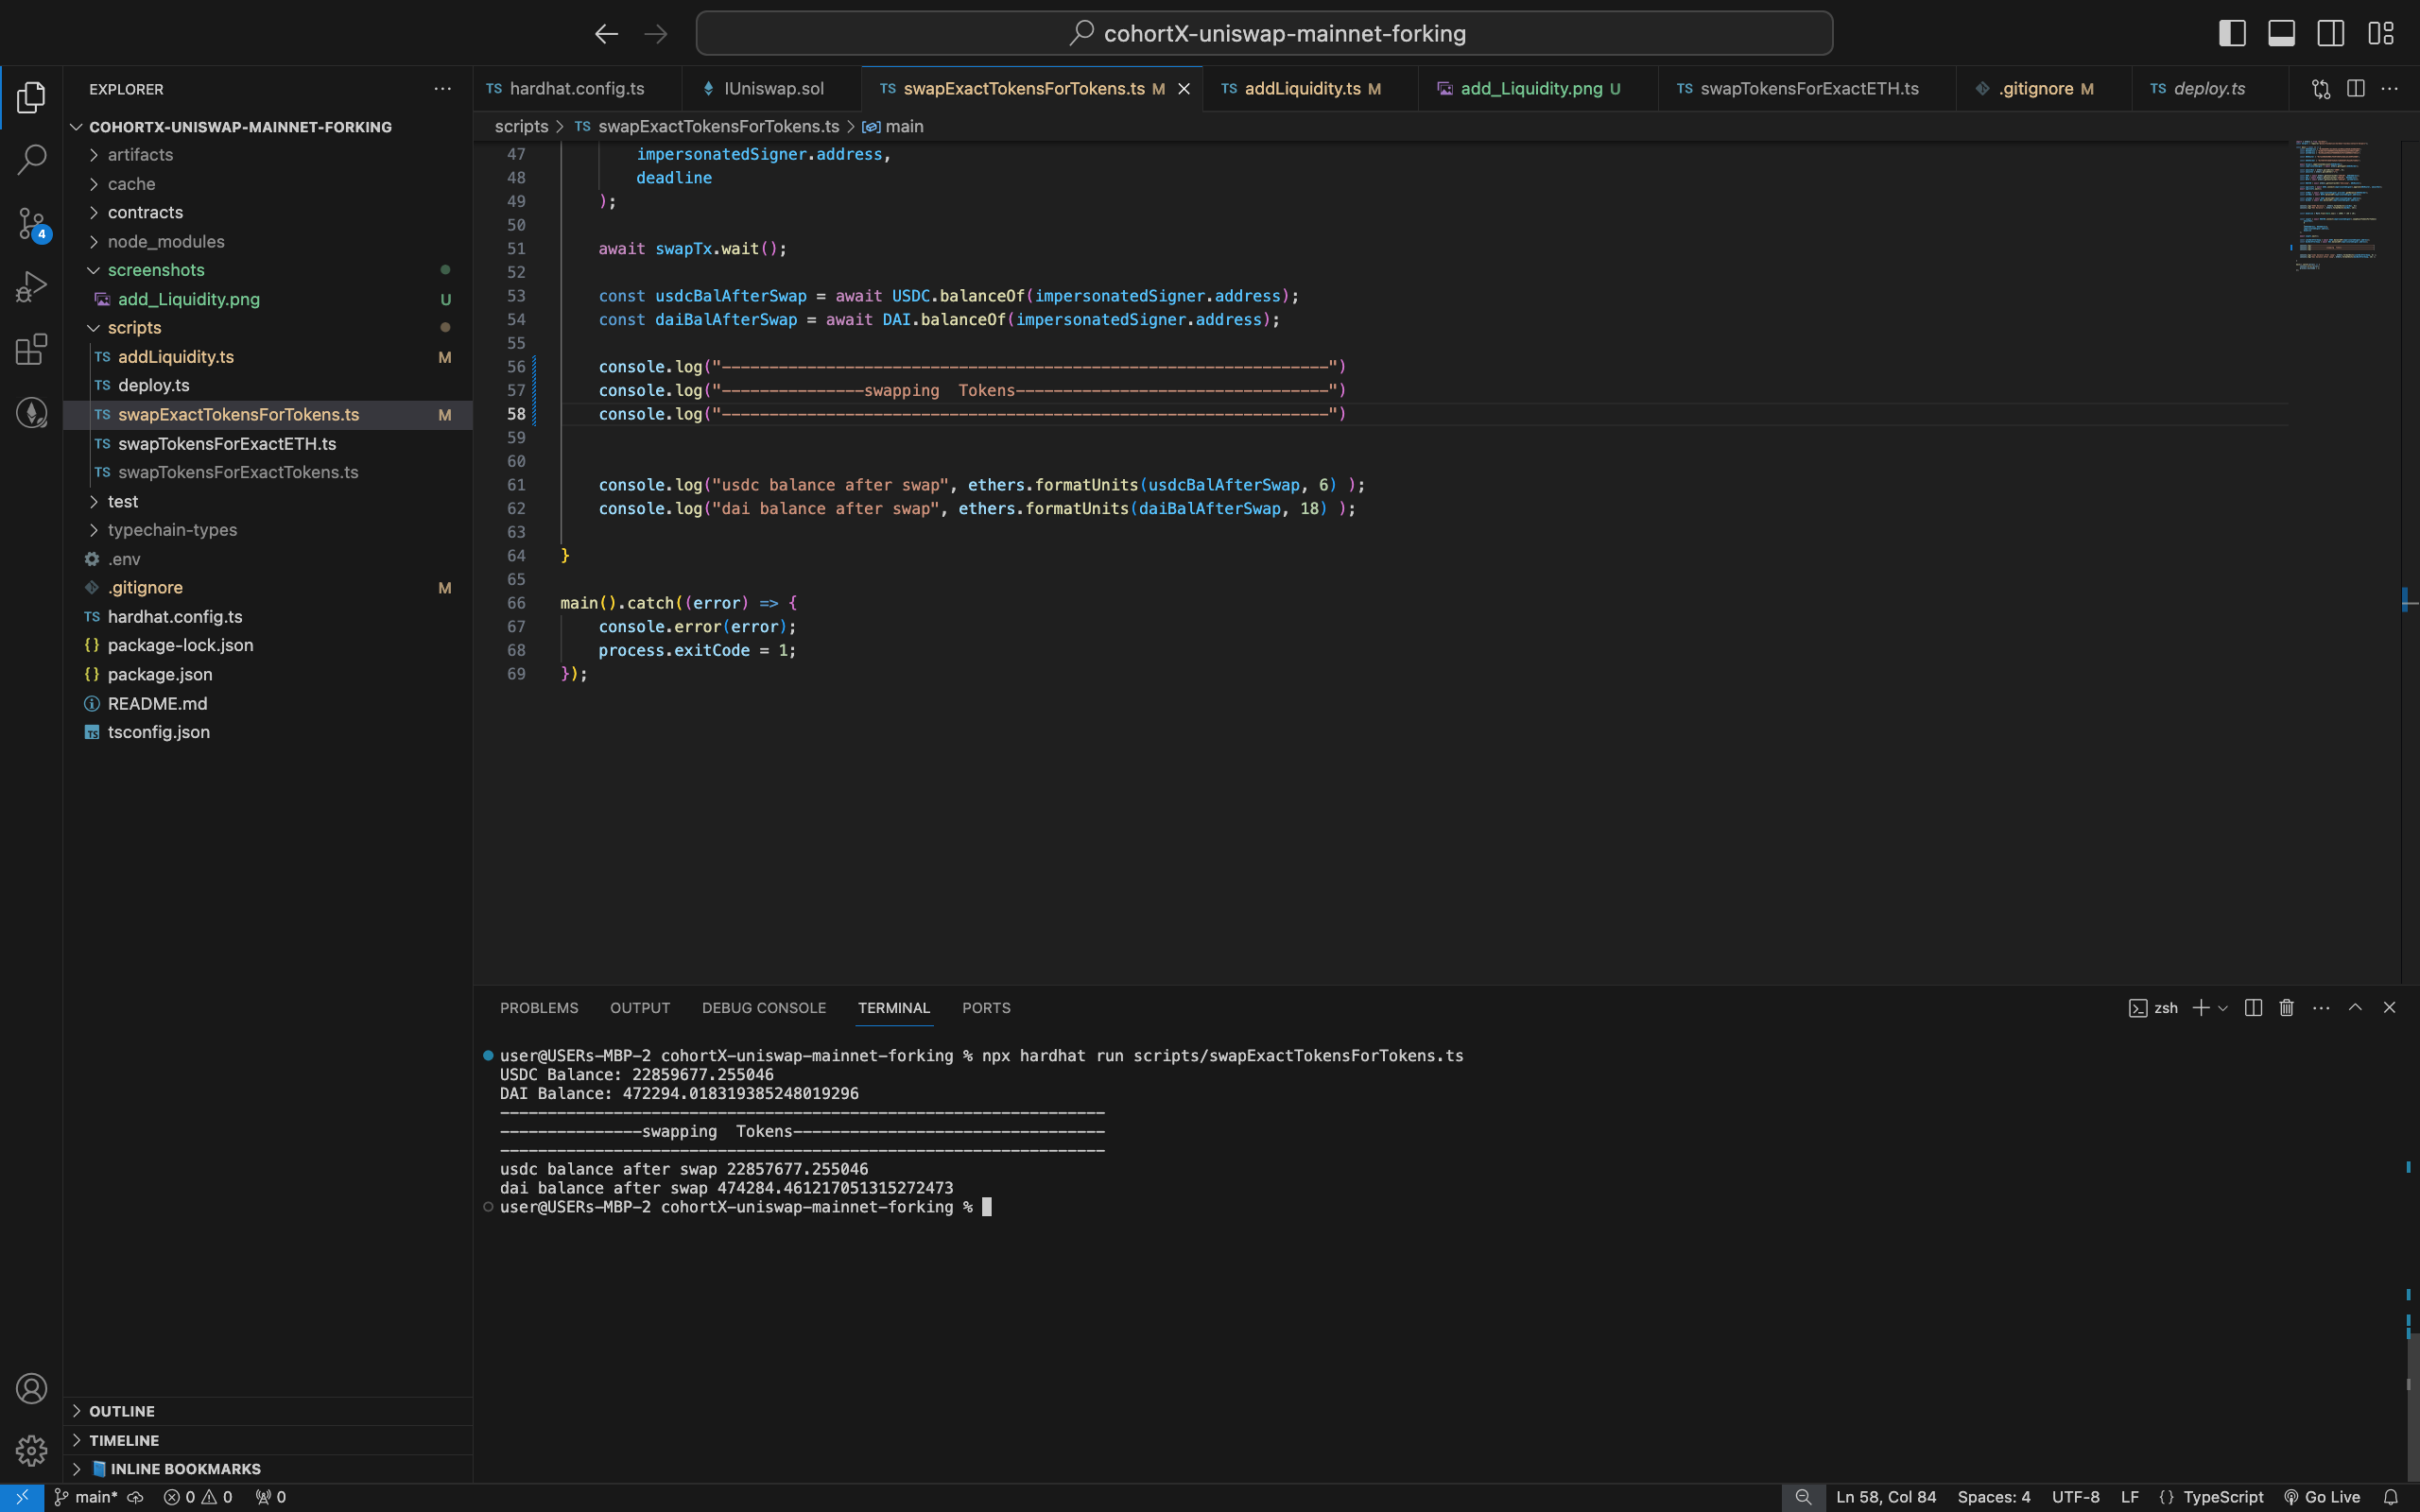 cohortX-uniswap-mainnet-forking
EXPLORER
COHORTX-UNISWAP-MAINNET-FORKING
artifacts
cache
contracts
node_modules
screenshots
add_Liquidity.png U
scripts
TS addLiquidity.ts M
TS deploy.ts
TS swapExactTokensForTokens.ts M
TS swapTokensForExactETH.ts
TS swapTokensForExactTokens.ts
test
typechain-types
.env
.gitignore M
TS hardhat.config.ts
{} package-lock.json
{} package.json
README.md
TS tsconfig.json
4
OUTLINE
TIMELINE
INLINE BOOKMARKS
TS hardhat.config.ts IUniswap.sol TS swapExactTokensForTokens.ts M TS addLiquidity.ts M add_Liquidity.png U TS swapTokensForExactETH.ts .gitignore M TS deploy.ts
scripts > TS swapExactTokensForTokens.ts > main
47 impersonatedSigner.address,
48 deadline
49 );
50
51 await swapTx.wait();
52
53 const usdcBalAfterSwap = await USDC.balanceOf(impersonatedSigner.address);
54 const daiBalAfterSwap = await DAI.balanceOf(impersonatedSigner.address);
55
56 console.log("----------------------------------------------------------------")
57 console.log("---------------swapping  Tokens---------------------------------")
58 console.log("----------------------------------------------------------------")
59
60
61 console.log("usdc balance after swap", ethers.formatUnits(usdcBalAfterSwap, 6) );
62 console.log("dai balance after swap", ethers.formatUnits(daiBalAfterSwap, 18) );
63
64 }
65
66 main().catch((error) => {
67 console.error(error);
68 process.exitCode = 1;
69 });
PROBLEMS OUTPUT DEBUG CONSOLE TERMINAL PORTS
zsh
user@USERs-MBP-2 cohortX-uniswap-mainnet-forking % npx hardhat run scripts/swapExactTokensForTokens.ts
USDC Balance: 22859677.255046
DAI Balance: 472294.018319385248019296
----------------------------------------------------------------
---------------swapping  Tokens---------------------------------
----------------------------------------------------------------
usdc balance after swap 22857677.255046
dai balance after swap 474284.461217051315272473
user@USERs-MBP-2 cohortX-uniswap-mainnet-forking %
main* 0 0 0
Ln 58, Col 84 Spaces: 4 UTF-8 LF {} TypeScript Go Live